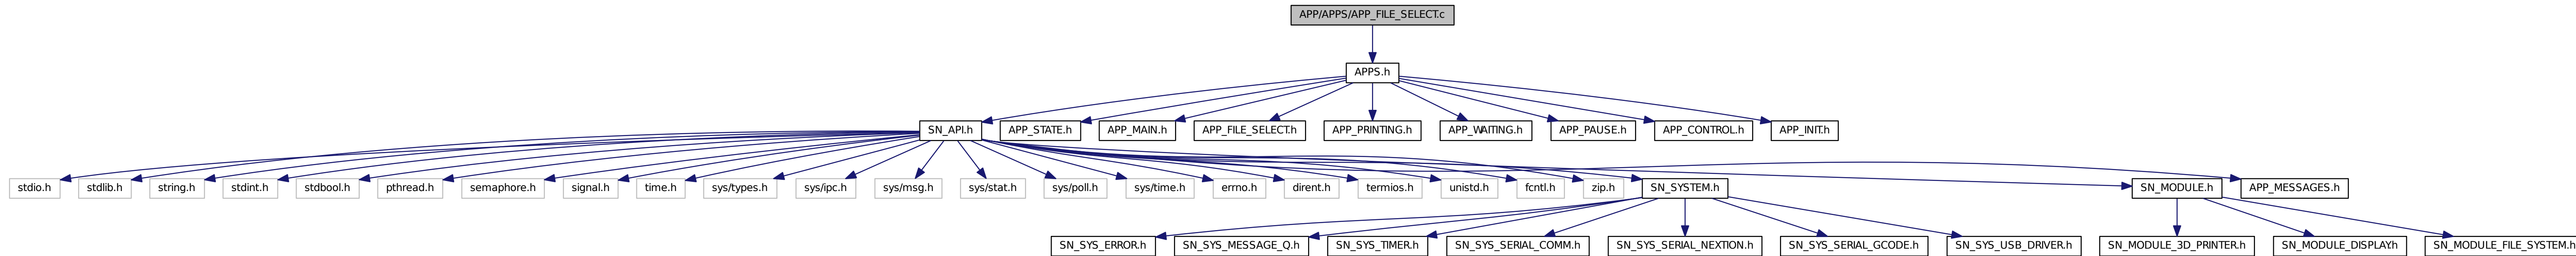 APP/APPS/APP_FILE_SELECT.c
APPS.h
SN_API.h
APP_STATE.h
APP_MAIN.h
APP_FILE_SELECT.h
APP_PRINTING.h
APP_WAITING.h
APP_PAUSE.h
APP_CONTROL.h
APP_INIT.h
stdio.h
stdlib.h
string.h
stdint.h
stdbool.h
pthread.h
semaphore.h
signal.h
time.h
sys/types.h
sys/ipc.h
sys/msg.h
sys/stat.h
sys/poll.h
sys/time.h
errno.h
dirent.h
termios.h
unistd.h
fcntl.h
zip.h
SN_SYSTEM.h
SN_MODULE.h
APP_MESSAGES.h
SN_SYS_ERROR.h
SN_SYS_MESSAGE_Q.h
SN_SYS_TIMER.h
SN_SYS_SERIAL_COMM.h
SN_SYS_SERIAL_NEXTION.h
SN_SYS_SERIAL_GCODE.h
SN_SYS_USB_DRIVER.h
SN_MODULE_3D_PRINTER.h
SN_MODULE_DISPLAY.h
SN_MODULE_FILE_SYSTEM.h